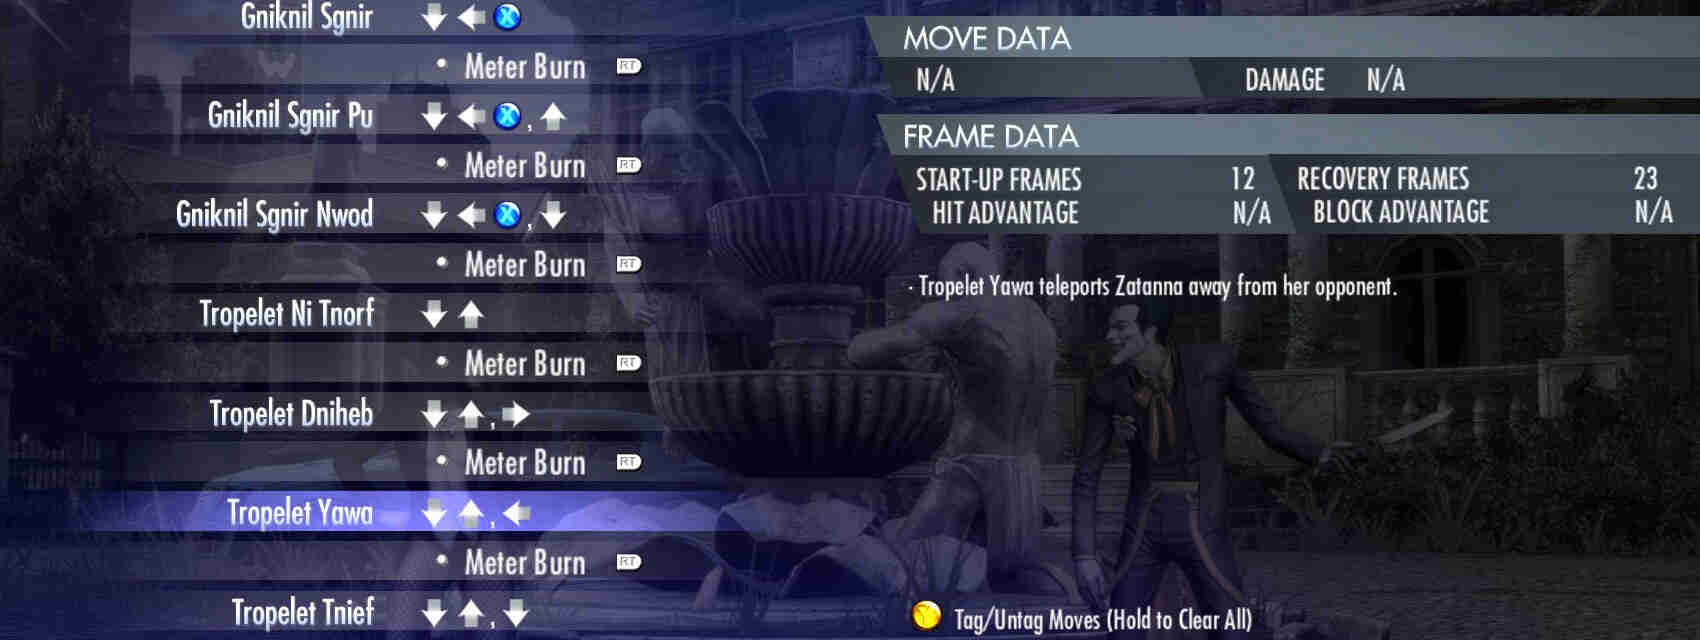 Gniknil Sgnir X
Meter Burn RT
Gniknil Sgnir Pu X ,
Meter Burn RT
Gniknil Sgnir Nwod X ,
Meter Burn RT
Tropelet Ni Tnorf
Meter Burn RT
Tropelet Dniheb ,
Meter Burn RT
Tropelet Yawa ,
Meter Burn RT
Tropelet Tnief ,
MOVE DATA
N/A DAMAGE N/A
FRAME DATA
START-UP FRAMES 12 RECOVERY FRAMES 23
HIT ADVANTAGE N/A BLOCK ADVANTAGE N/A
· Tropelet Yawa teleports Zatanna away from her opponent.
Y Tag/Untag Moves (Hold to Clear All)